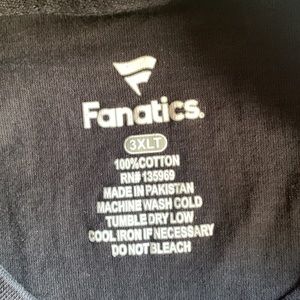 Fanatics.
3XLT
100%COTTON
RN# 135969
MADE IN PAKISTAN
MACHINE WASH COLD
TUMBLE DRY LOW
COOL IRON IF NECESSARY
DO NOT BLEACH